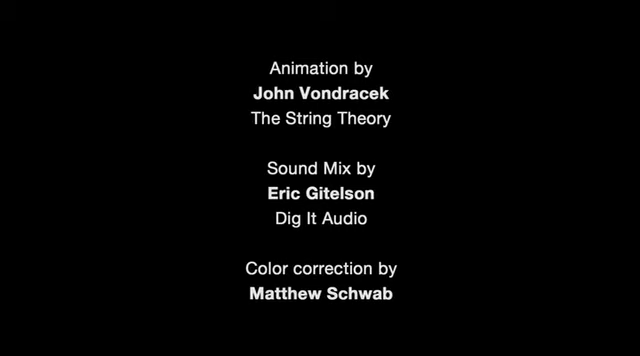 Animation by
John Vondracek
The String Theory
Sound Mix by
Eric Gitelson
Dig It Audio
Color correction by
Matthew Schwab